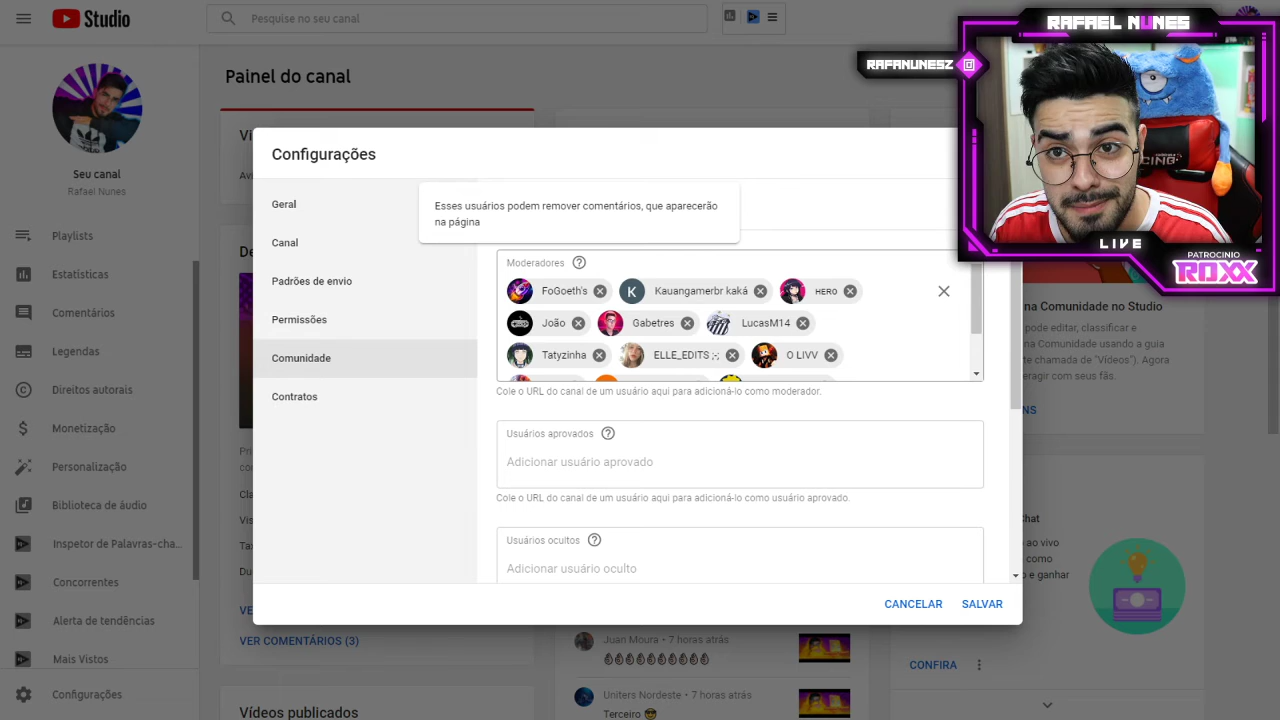 Studio
Pesquise no seu canal
RAFAEL NUNES
RAFANUNESZ
LIVE
PATROCINIO
ROXX
Seu canal
Rafael Nunes
Playlists
Estatísticas
Comentários
Legendas
Direitos autorais
Monetização
Personalização
Biblioteca de áudio
Inspetor de Palavras-cha...
Concorrentes
Alerta de tendências
Mais Vistos
Configurações
Painel do canal
Configurações
Geral
Canal
Padrões de envio
Permissões
Comunidade
Contratos
Esses usuários podem remover comentários, que aparecerão
na página
Moderadores
FoGoeth's
K Kauangamerbr kaká
HERO
João
Gabetres
LucasM14
Tatyzinha
ELLE_EDITS ;-;
O LIVV
Cole o URL do canal de um usuário aqui para adicioná-lo como moderador.
Usuários aprovados
Adicionar usuário aprovado
Cole o URL do canal de um usuário aqui para adicioná-lo como usuário aprovado.
Usuários ocultos
Adicionar usuário oculto
CANCELAR
SALVAR
VER COMENTÁRIOS (3)
Vídeos publicados
Juan Moura • 7 horas atrás
Uniters Nordeste • 7 horas atrás
Terceiro
na Comunidade no Studio
pode editar, classificar e
Comunidade usando a guia
te chamada de "Vídeos"). Agora
eragir com seus fãs.
NS
Chat
ao vivo
como
o e ganhar
CONFIRA